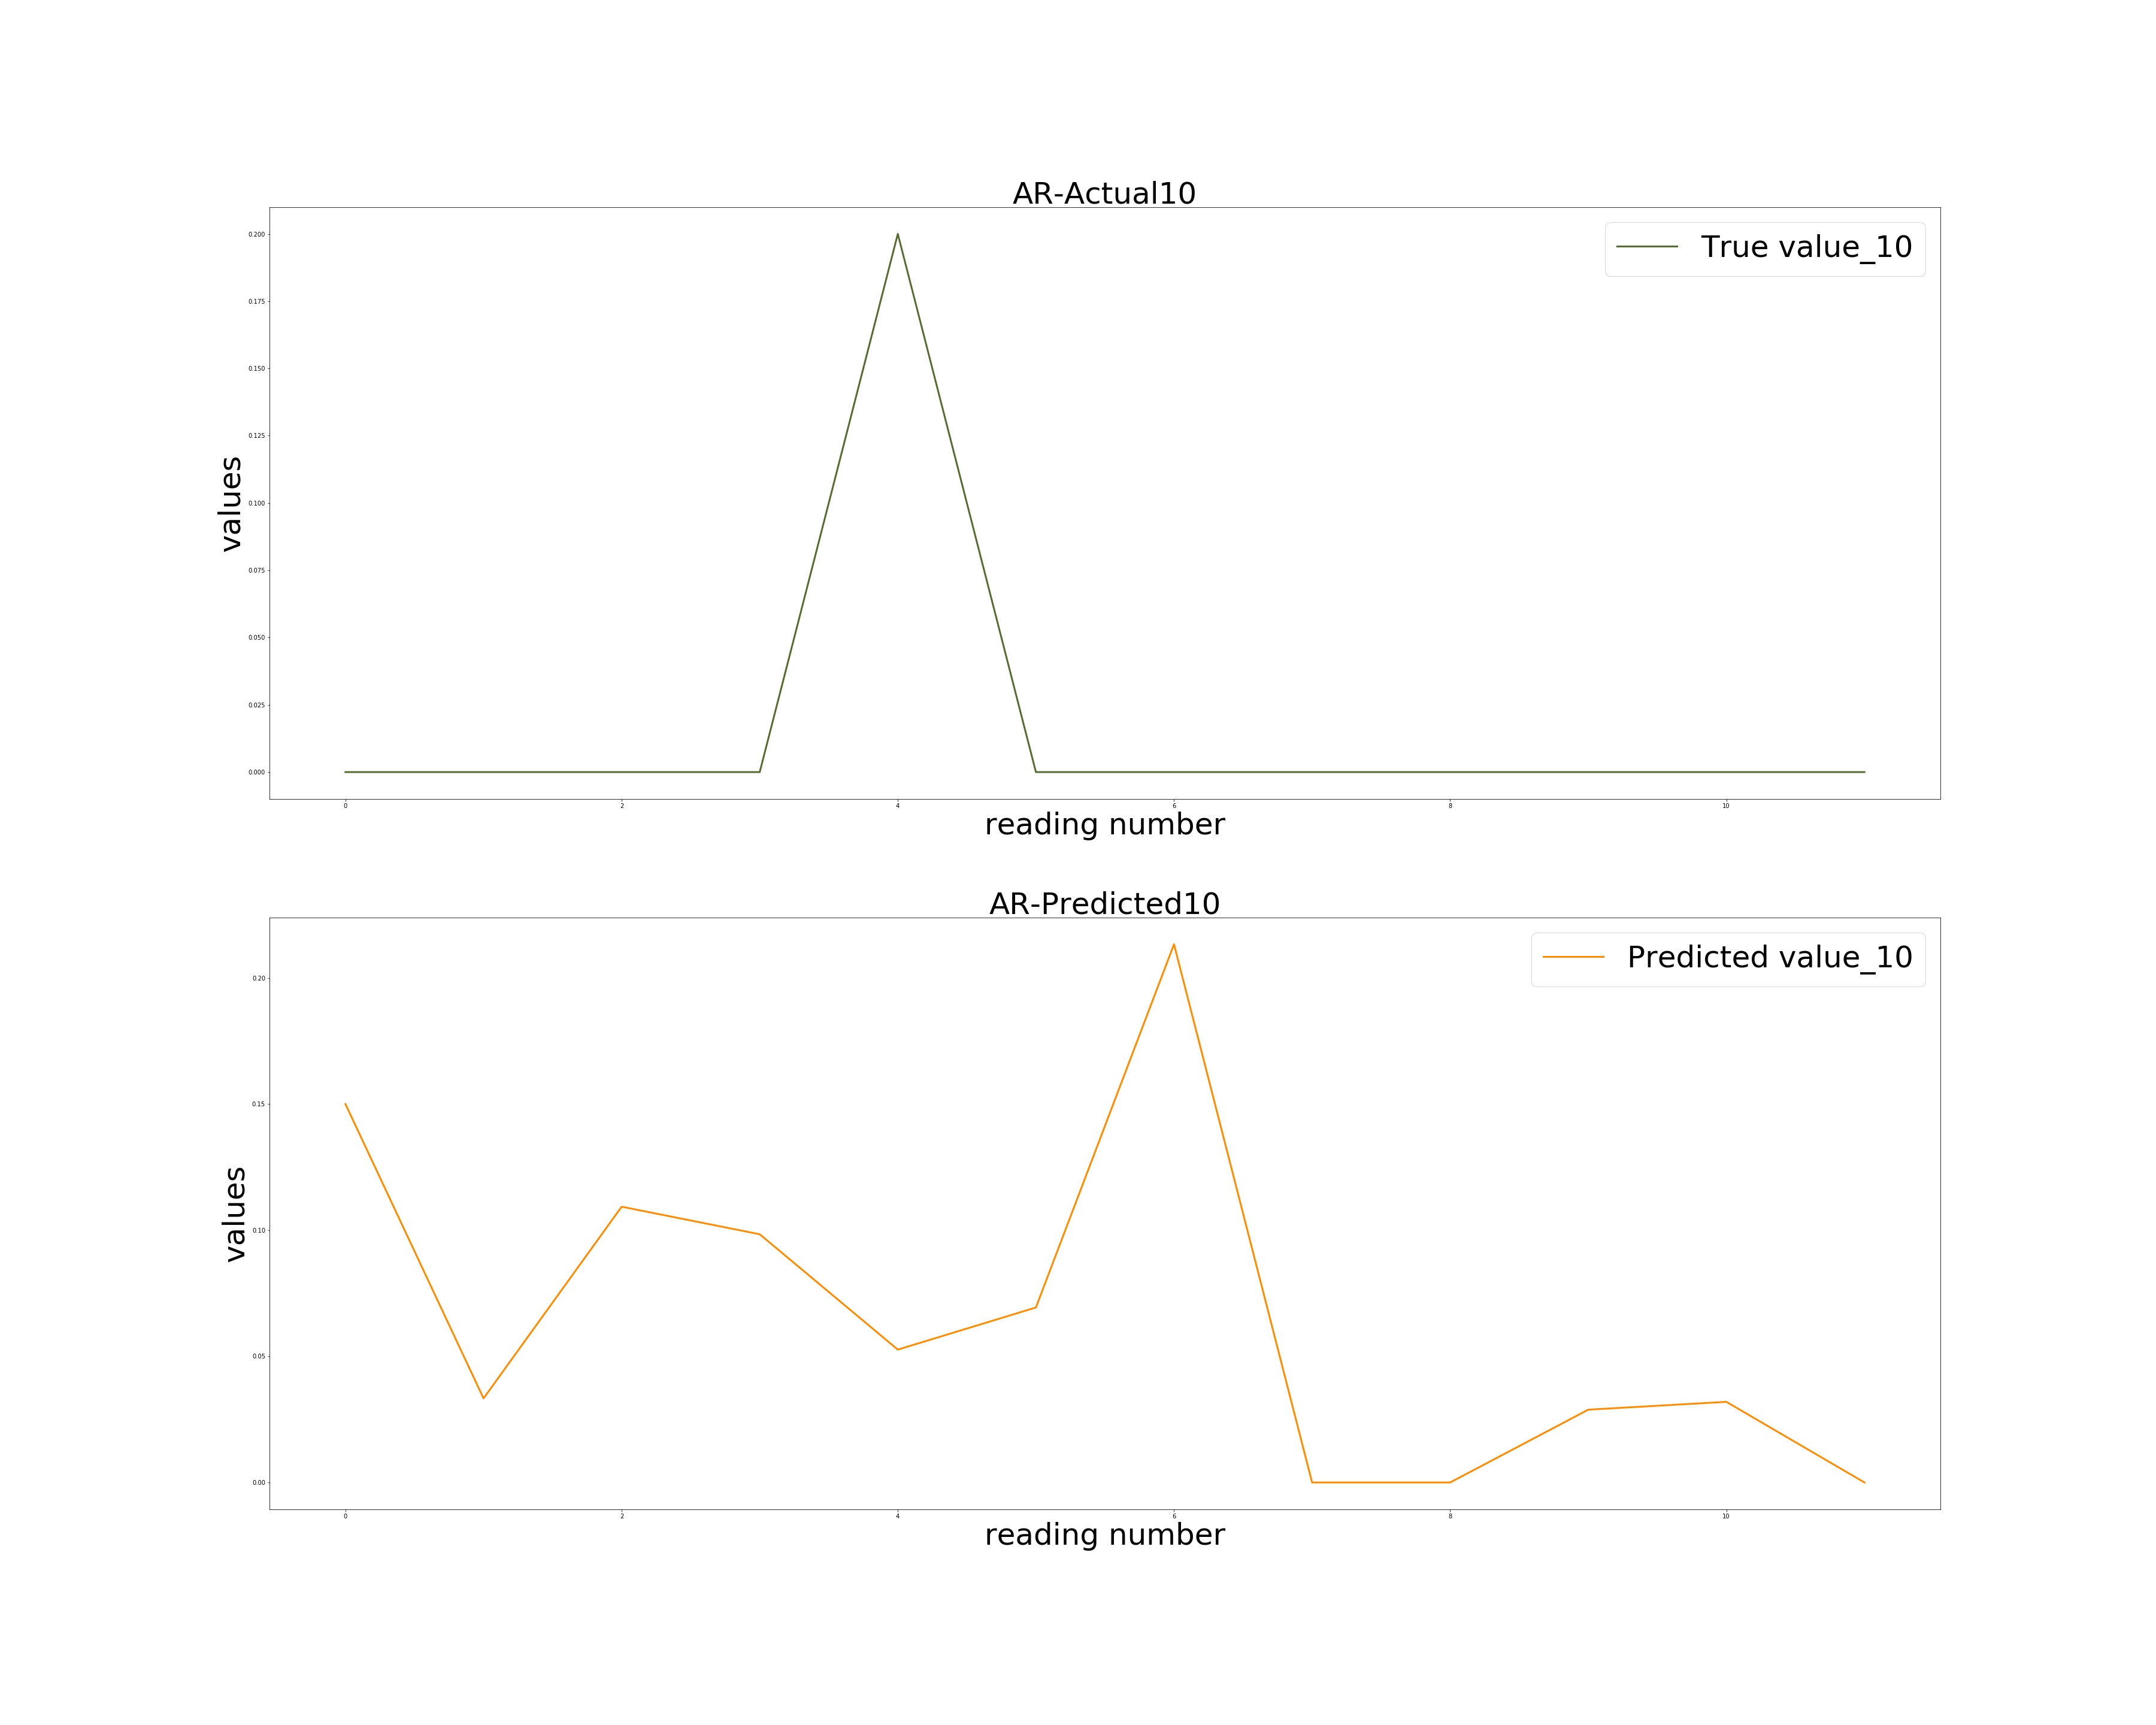 AR-Actual10
True value_10
0.200
0.175
0.150
0.125
0.100
0.075
0.050
0.025
0.000
values
0 2 4 6 8 10
reading number
AR-Predicted10
Predicted value_10
0.20
0.15
0.10
0.05
0.00
values
0 2 4 6 8 10
reading number